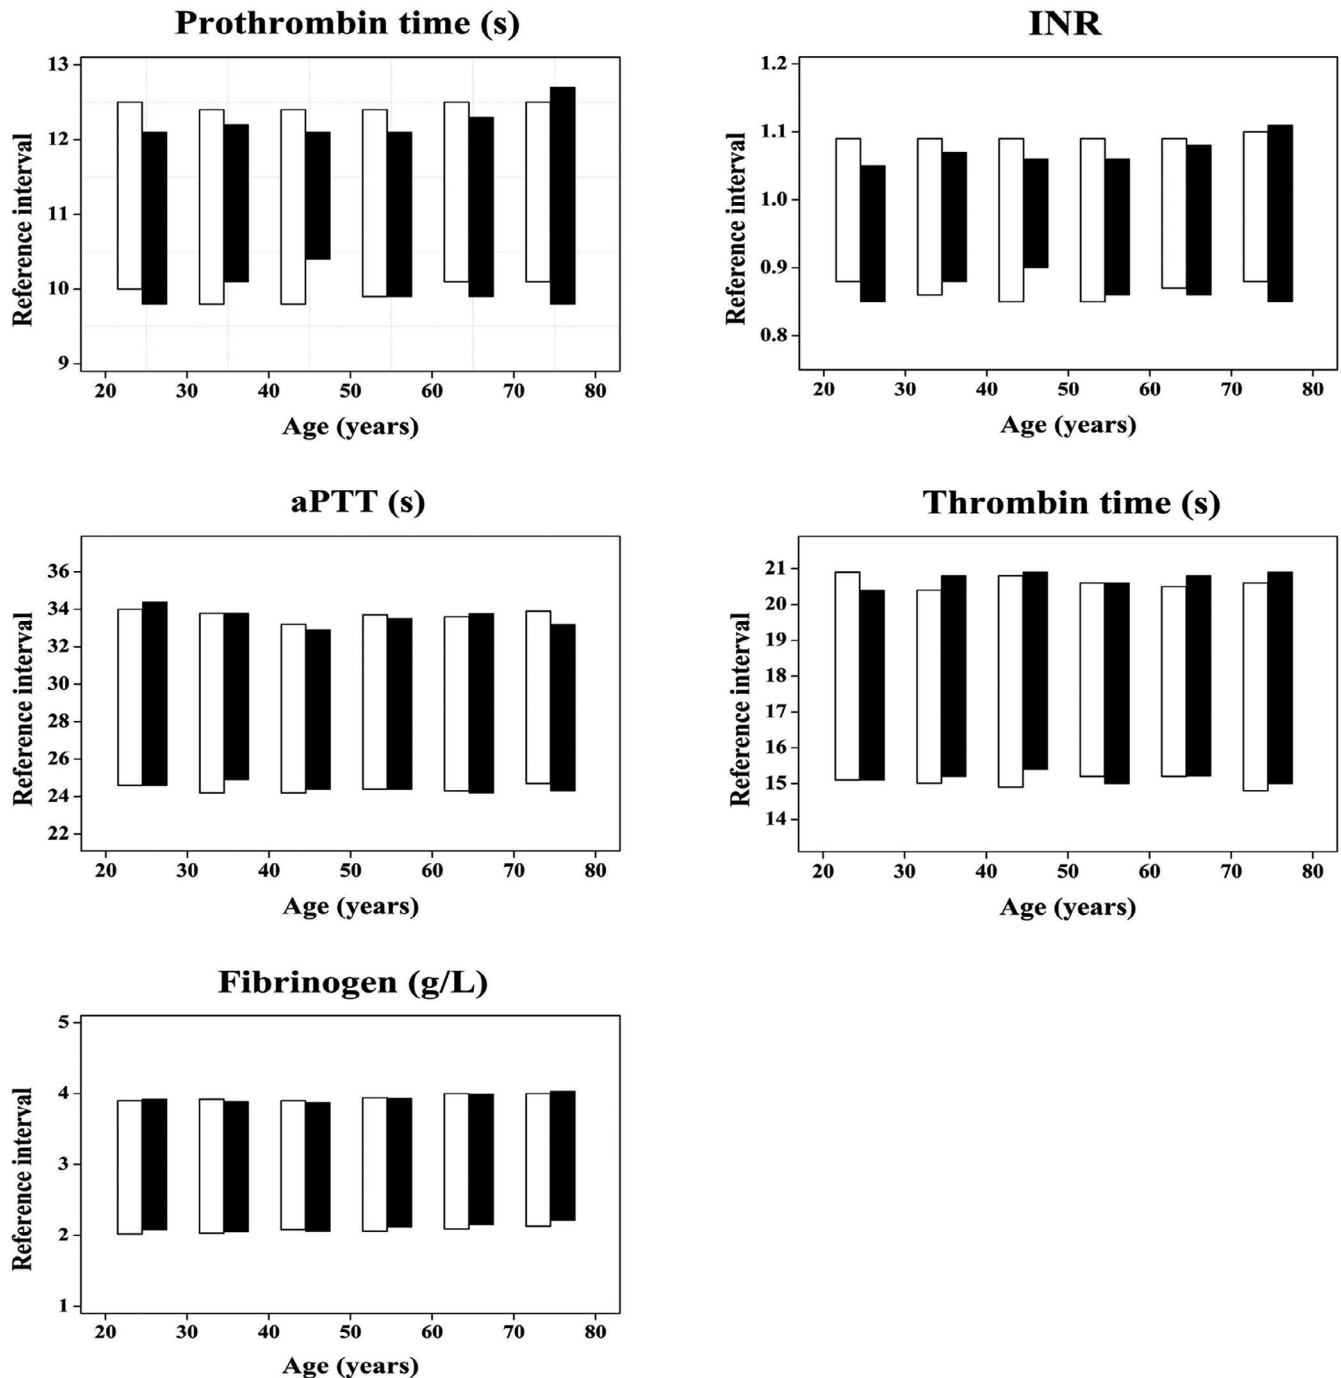 Prothrombin time (s)
Reference interval
13
12
11
10
9
20 30 40 50 60 70 80
Age (years)
INR
Reference interval
1.2
1.1
1.0
0.9
0.8
20 30 40 50 60 70 80
Age (years)
aPTT (s)
Reference interval
36
34
32
30
28
26
24
22
20 30 40 50 60 70 80
Age (years)
Thrombin time (s)
Reference interval
21
20
19
18
17
16
15
14
20 30 40 50 60 70 80
Age (years)
Fibrinogen (g/L)
Reference interval
5
4
3
2
1
20 30 40 50 60 70 80
Age (years)